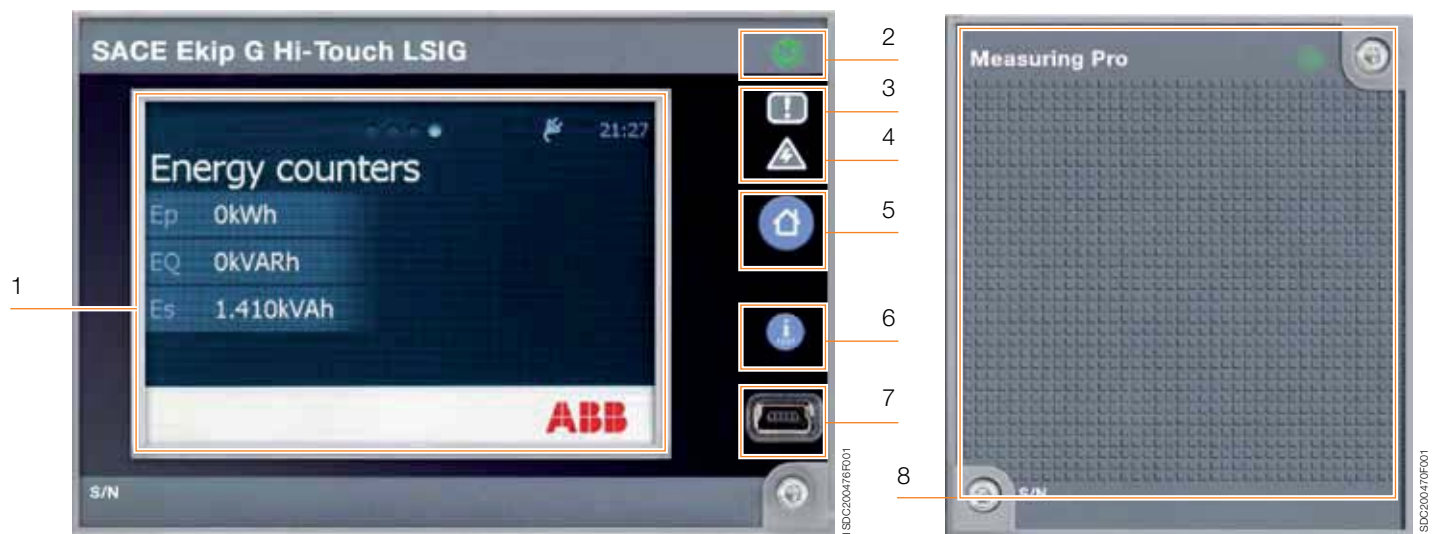 SACE Ekip G Hi-Touch LSIG
21:27
Energy counters
Ep 0kWh
EQ 0kVARh
Es 1.410kVAh
ABB
S/N
1
2
3
4
5
6
7
1SDC200476F001
Measuring Pro
S/N
8
SDC200470F001